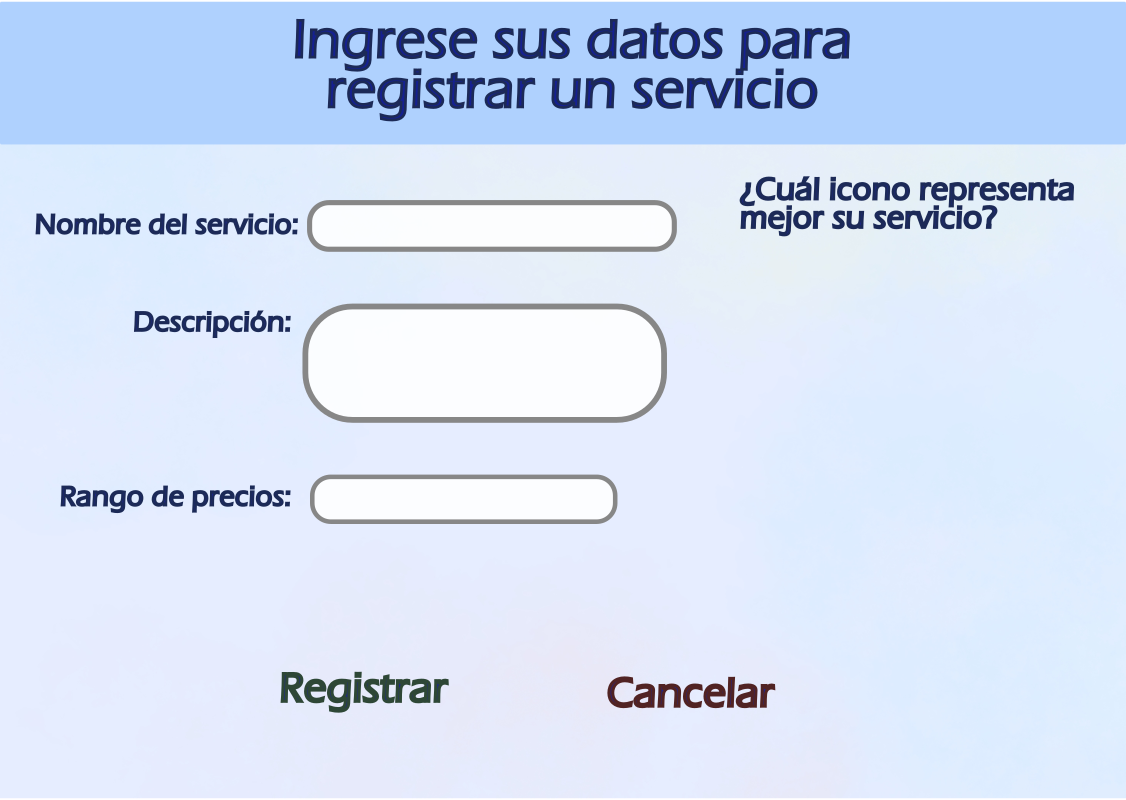 Ingrese sus datos para
registrar un servicio
¿Cuál icono representa
mejor su servicio?
Nombre del servicio:
Descripción:
Rango de precios:
Registrar
Cancelar